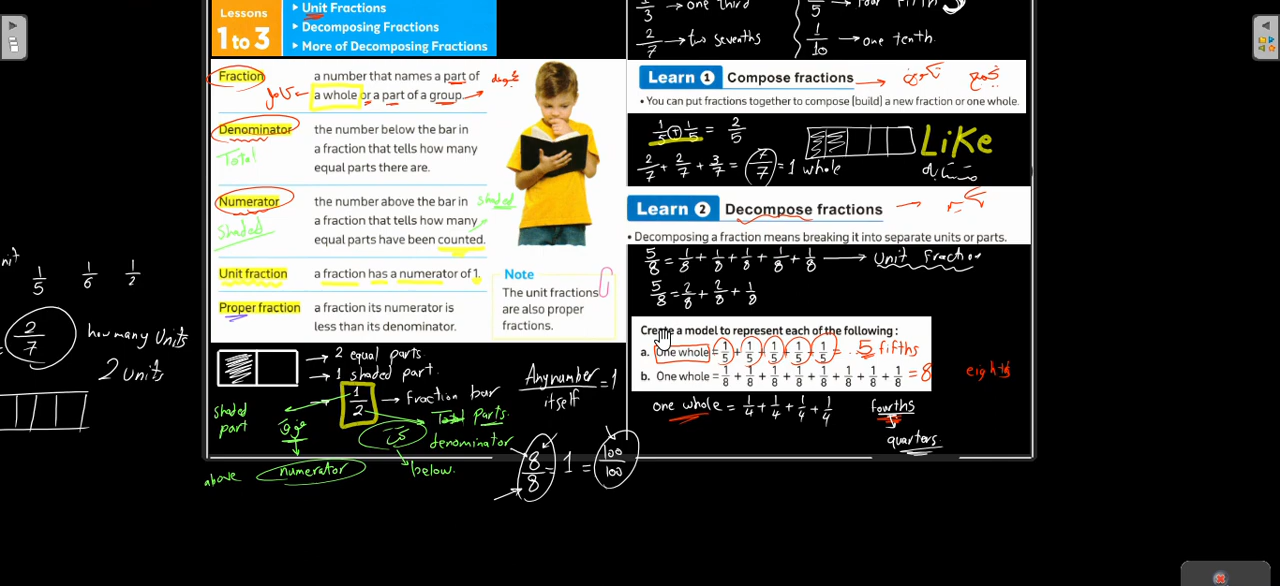 Lessons
1 to 3
Unit Fractions
Decomposing Fractions
More of Decomposing Fractions
Fraction
a number that names a part of
a whole or a part of a group.
كل
فوق
Denominator
the number below the bar in
a fraction that tells how many
equal parts there are.
Total
Numerator
the number above the bar in
a fraction that tells how many
equal parts have been counted.
shaded
Shaded
Unit fraction
a fraction has a numerator of 1.
Proper fraction
a fraction its numerator is
less than its denominator.
Note
The unit fractions
are also proper
fractions.
→ 2 equal parts
→ 1 shaded part.
1/2 → fraction bar
shaded
part
Total Parts.
denominator
below.
above numerator
Any number / itself = 1
8/8 = 1 = 100/100
1/5 1/6 1/2
2/7 how many Units
2 Units
1/3 → one third
2/7 → two sevenths
1/10 → one tenth.
Learn 1 Compose fractions
• You can put fractions together to compose (build) a new fraction or one whole.
1/5 + 1/5 = 2/5
2/7 + 2/7 + 3/7 = 7/7 = 1 whole
Like
Learn 2 Decompose fractions
• Decomposing a fraction means breaking it into separate units or parts.
5/8 = 1/8 + 1/8 + 1/8 + 1/8 + 1/8 → Unit Fraction
5/8 = 2/8 + 2/8 + 1/8
Create a model to represent each of the following :
a. One whole = 1/5 + 1/5 + 1/5 + 1/5 + 1/5 = 5 fifths
b. One whole = 1/8 + 1/8 + 1/8 + 1/8 + 1/8 + 1/8 + 1/8 + 1/8 = 8 eighths
one whole = 1/4 + 1/4 + 1/4 + 1/4
fourths
quarters.